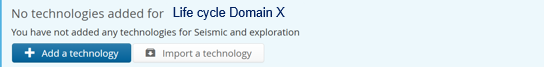 No technologies added for Life cycle Domain X
You have not added any technologies for Seismic and exploration
Add a technology Import a technology